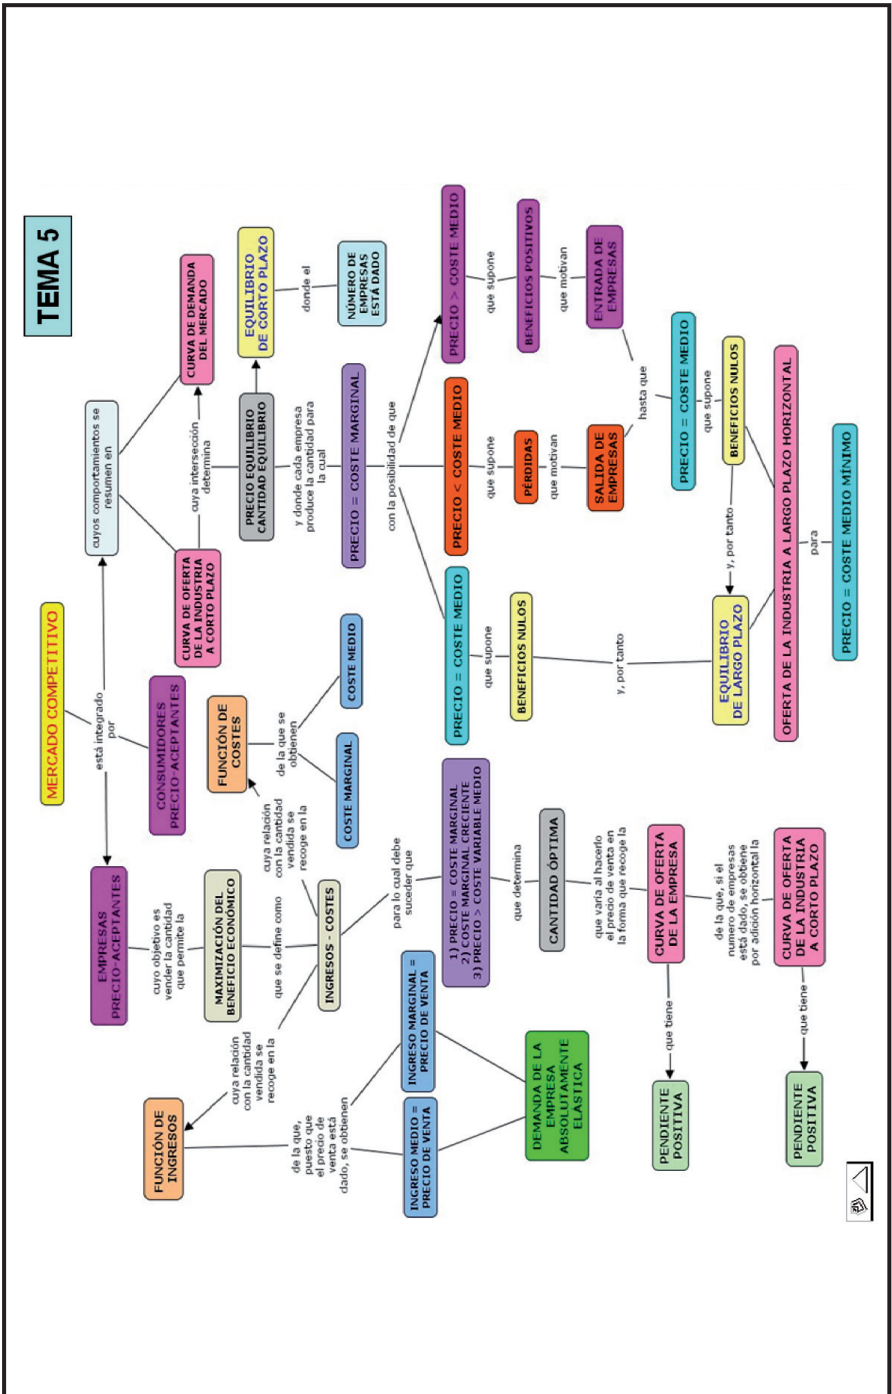 TEMA 5
MERCADO COMPETITIVO
está integrado
por
EMPRESAS
PRECIO-ACEPTANTES
CONSUMIDORES
PRECIO-ACEPTANTES
cuyos comportamientos se
resumen en
cuyo objetivo es
vender la cantidad
que permite la
MAXIMIZACIÓN DEL
BENEFICIO ECONÓMICO
que se define como
INGRESOS - COSTES
cuya relación
con la cantidad
vendida se
recoge en la
FUNCIÓN DE
INGRESOS
de la que,
puesto que
el precio de
venta está
dado, se obtienen
INGRESO MEDIO =
PRECIO DE VENTA
INGRESO MARGINAL =
PRECIO DE VENTA
DEMANDA DE LA
EMPRESA
ABSOLUTAMENTE
ELASTICA
cuya relación
con la cantidad
vendida se
recoge en la
FUNCIÓN DE
COSTES
de la que se
obtienen
COSTE MARGINAL
COSTE MEDIO
para lo cual debe
suceder que
1) PRECIO = COSTE MARGINAL
2) COSTE MARGINAL CRECIENTE
3) PRECIO > COSTE VARIABLE MEDIO
que determina
CANTIDAD ÓPTIMA
que varía al hacerlo
el precio de venta en
la forma que recoge la
CURVA DE OFERTA
DE LA EMPRESA
que tiene
PENDIENTE
POSITIVA
de la que, si el
número de empresas
está dado, se obtiene
por adición horizontal la
CURVA DE OFERTA
DE LA INDUSTRIA
A CORTO PLAZO
que tiene
PENDIENTE
POSITIVA
CURVA DE OFERTA
DE LA INDUSTRIA
A CORTO PLAZO
cuya intersección
determina
CURVA DE DEMANDA
DEL MERCADO
PRECIO EQUILIBRIO
CANTIDAD EQUILIBRIO
EQUILIBRIO
DE CORTO PLAZO
donde el
NÚMERO DE
EMPRESAS
ESTÁ DADO
y donde cada empresa
produce la cantidad para
la cual
PRECIO = COSTE MARGINAL
con la posibilidad de que
PRECIO = COSTE MEDIO
que supone
BENEFICIOS NULOS
y, por tanto
EQUILIBRIO
DE LARGO PLAZO
PRECIO < COSTE MEDIO
que supone
PÉRDIDAS
que motivan
SALIDA DE
EMPRESAS
PRECIO > COSTE MEDIO
que supone
BENEFICIOS POSITIVOS
que motivan
ENTRADA DE
EMPRESAS
hasta que
PRECIO = COSTE MEDIO
que supone
BENEFICIOS NULOS
y, por tanto
OFERTA DE LA INDUSTRIA A LARGO PLAZO HORIZONTAL
para
PRECIO = COSTE MEDIO MÍNIMO